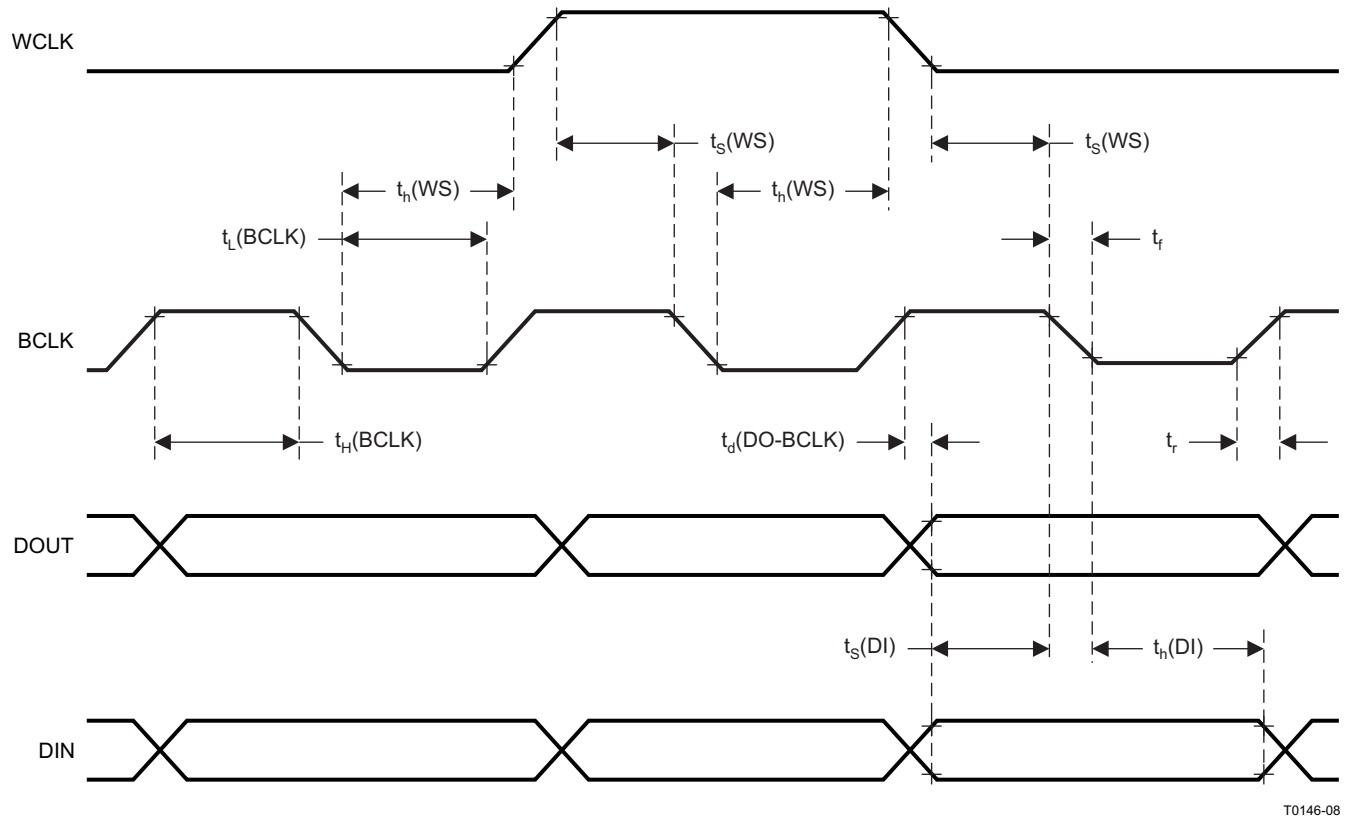 WCLK
tS(WS) tS(WS)
th(WS) th(WS)
tL(BCLK) tf
BCLK
tH(BCLK) td(DO-BCLK) tr
DOUT
tS(DI) th(DI)
DIN
T0146-08